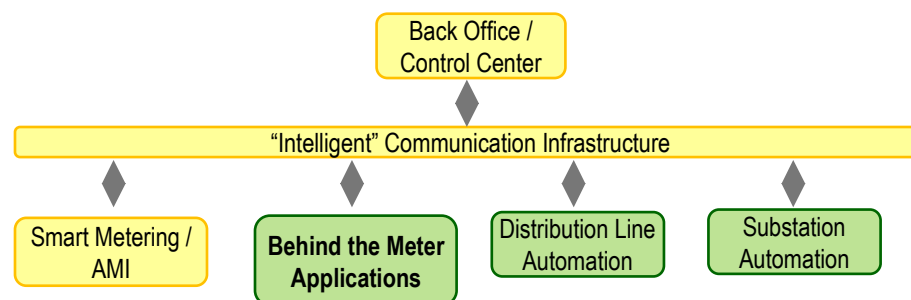 Back Office /
Control Center
“Intelligent” Communication Infrastructure
Smart Metering /
AMI
Behind the Meter
Applications
Distribution Line
Automation
Substation
Automation